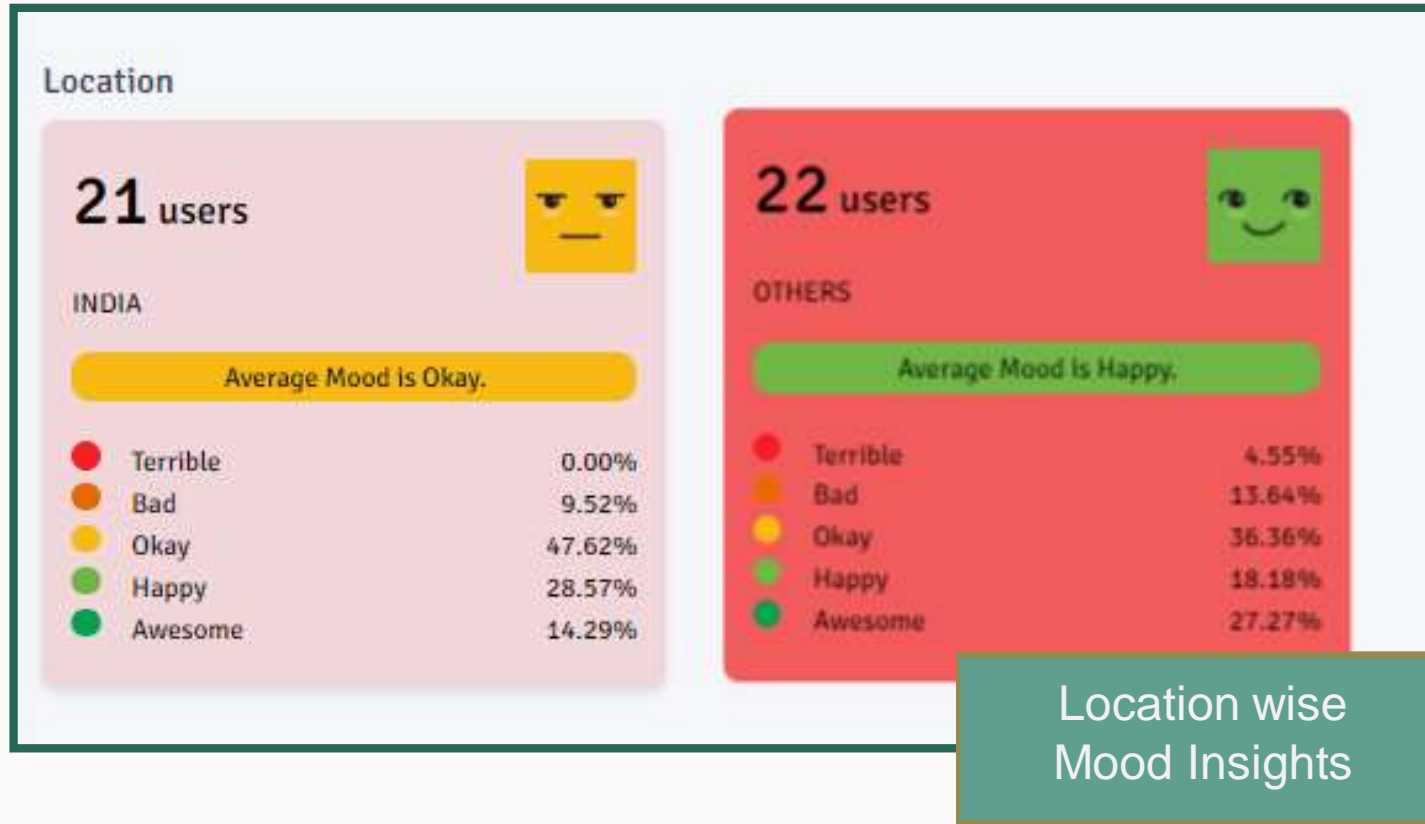 Location
21 users
INDIA
Average Mood is Okay.
Terrible 0.00%
Bad 9.52%
Okay 47.62%
Happy 28.57%
Awesome 14.29%
22 users
OTHERS
Average Mood is Happy.
Terrible 4.55%
Bad 13.64%
Okay 36.36%
Happy 18.18%
Awesome 27.27%
Location wise
Mood Insights